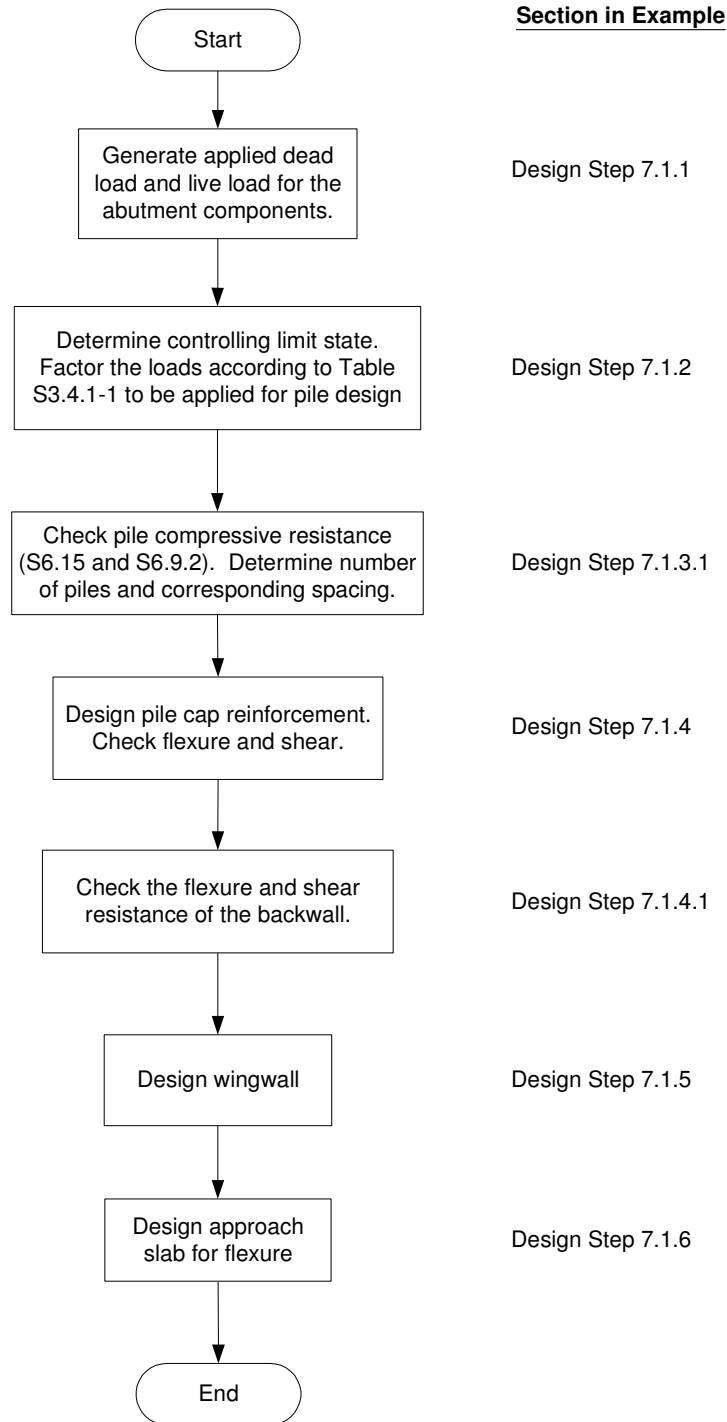 Section in Example
Start
Generate applied dead
load and live load for the
abutment components.
Design Step 7.1.1
Determine controlling limit state.
Factor the loads according to Table
S3.4.1-1 to be applied for pile design
Design Step 7.1.2
Check pile compressive resistance
(S6.15 and S6.9.2). Determine number
of piles and corresponding spacing.
Design Step 7.1.3.1
Design pile cap reinforcement.
Check flexure and shear.
Design Step 7.1.4
Check the flexure and shear
resistance of the backwall.
Design Step 7.1.4.1
Design wingwall
Design Step 7.1.5
Design approach
slab for flexure
Design Step 7.1.6
End